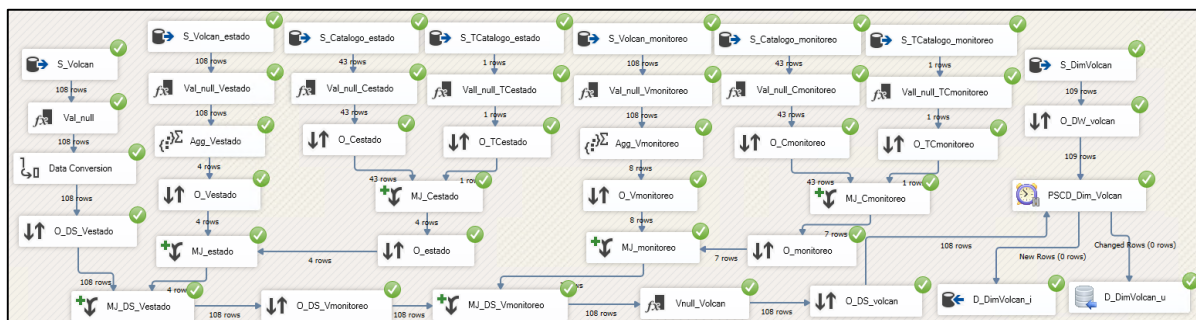 S_Volcan_estado
S_Catalogo_estado
S_TCatalogo_estado
S_Volcan_monitoreo
S_Catalogo_monitoreo
S_TCatalogo_monitoreo
S_Volcan
S_DimVolcan
108 rows
43 rows
1 rows
108 rows
43 rows
1 rows
108 rows
109 rows
Val_null
Val_null_Vestado
Val_null_Cestado
Vall_null_TCestado
Val_null_Vmonitoreo
Val_null_Cmonitoreo
Vall_null_TCmonitoreo
O_DW_volcan
108 rows
108 rows
43 rows
1 rows
108 rows
43 rows
1 rows
109 rows
Data Conversion
Agg_Vestado
O_Cestado
O_TCestado
Agg_Vmonitoreo
O_Cmonitoreo
O_TCmonitoreo
4 rows
43 rows
1 rows
8 rows
43 rows
1 rows
108 rows
O_Vestado
MJ_Cestado
O_Vmonitoreo
MJ_Cmonitoreo
PSCD_Dim_Volcan
4 rows
4 rows
8 rows
7 rows
O_DS_Vestado
MJ_estado
4 rows
O_estado
MJ_monitoreo
7 rows
O_monitoreo
108 rows
New Rows (0 rows)
Changed Rows (0 rows)
108 rows
4 rows
MJ_DS_Vestado
108 rows
O_DS_Vmonitoreo
108 rows
MJ_DS_Vmonitoreo
108 rows
Vnull_Volcan
108 rows
O_DS_volcan
D_DimVolcan_i
D_DimVolcan_u